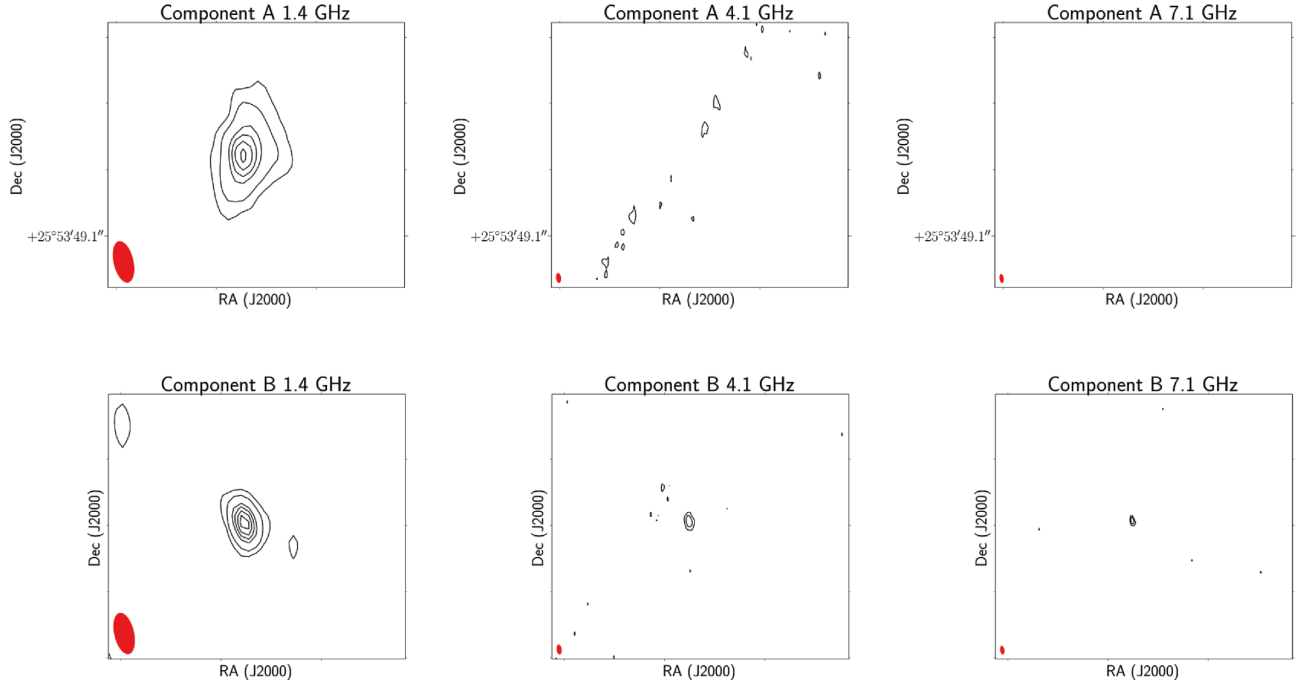 Component A 1.4 GHz
Component A 4.1 GHz
Component A 7.1 GHz
Dec (J2000)
Dec (J2000)
Dec (J2000)
+25°53′49.1″
+25°53′49.1″
+25°53′49.1″
RA (J2000)
RA (J2000)
RA (J2000)
Component B 1.4 GHz
Component B 4.1 GHz
Component B 7.1 GHz
Dec (J2000)
Dec (J2000)
Dec (J2000)
RA (J2000)
RA (J2000)
RA (J2000)